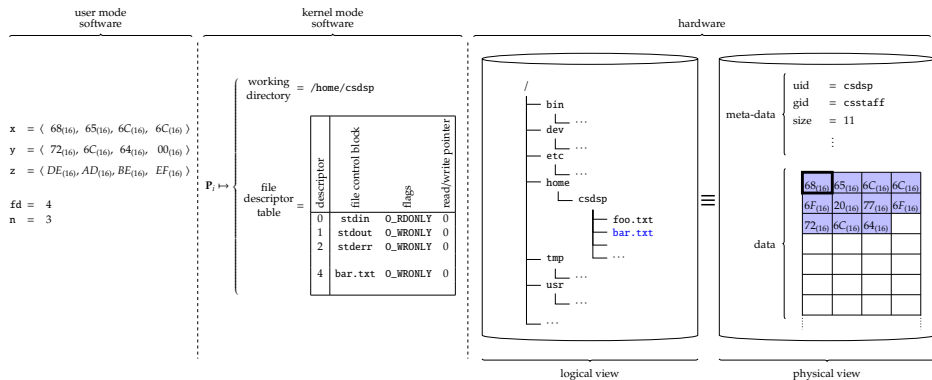 user mode
software
kernel mode
software
hardware
x = ⟨ 68(16), 65(16), 6C(16), 6C(16) ⟩
y = ⟨ 72(16), 6C(16), 64(16), 00(16) ⟩
z = ⟨ DE(16), AD(16), BE(16), EF(16) ⟩
fd = 4
n = 3
Pi ↦
working
directory
= /home/csdsp
file
descriptor
table
=
descriptor
file control block
flags
read/write pointer
0 stdin O_RDONLY 0
1 stdout O_WRONLY 0
2 stderr O_WRONLY 0
4 bar.txt O_WRONLY 0
/
bin
...
dev
...
etc
...
home
csdsp
foo.txt
bar.txt
...
tmp
...
usr
...
...
≡
meta-data
uid = csdsp
gid = csstaff
size = 11
⋮
data
68(16) 65(16) 6C(16) 6C(16)
6F(16) 20(16) 77(16) 6F(16)
72(16) 6C(16) 64(16)
logical view
physical view